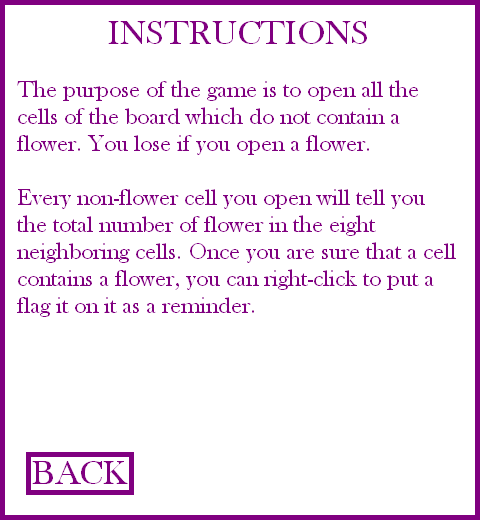 INSTRUCTIONS
The purpose of the game is to open all the
cells of the board which do not contain a
flower. You lose if you open a flower.
Every non-flower cell you open will tell you
the total number of flower in the eight
neighboring cells. Once you are sure that a cell
contains a flower, you can right-click to put a
flag it on it as a reminder.
BACK